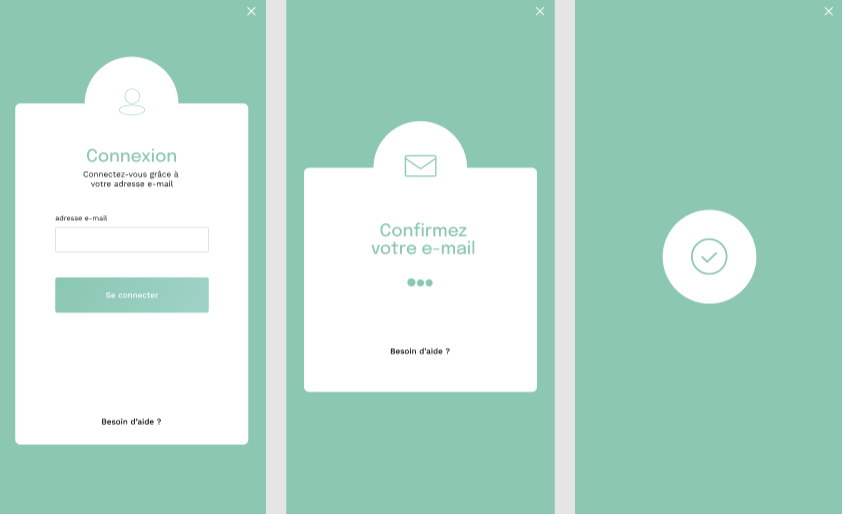 Connexion
Connectez-vous grâce à
votre adresse e-mail
adresse e-mail
Se connecter
Besoin d'aide ?
Confirmez
votre e-mail
Besoin d'aide ?